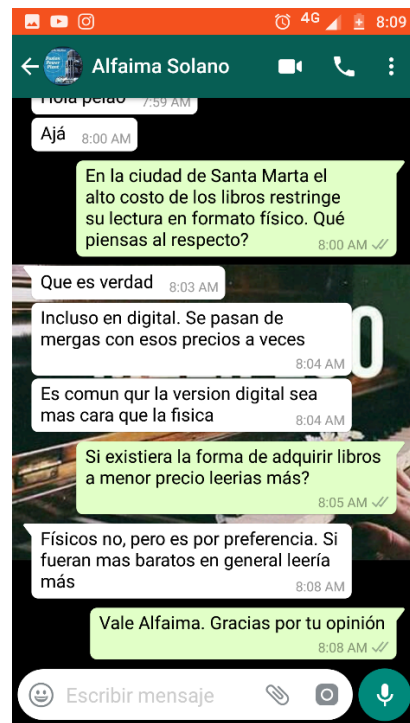 4G 8:09
Alfaima Solano
Hola pelao 7:59 AM
Ajá 8:00 AM
En la ciudad de Santa Marta el
alto costo de los libros restringe
su lectura en formato físico. Qué
piensas al respecto? 8:00 AM
Que es verdad 8:03 AM
Incluso en digital. Se pasan de
mergas con esos precios a veces
8:04 AM
Es comun qur la version digital sea
mas cara que la fisica 8:04 AM
Si existiera la forma de adquirir libros
a menor precio leerias más?
8:05 AM
Físicos no, pero es por preferencia. Si
fueran mas baratos en general leería
más 8:08 AM
Vale Alfaima. Gracias por tu opinión
8:08 AM
Escribir mensaje